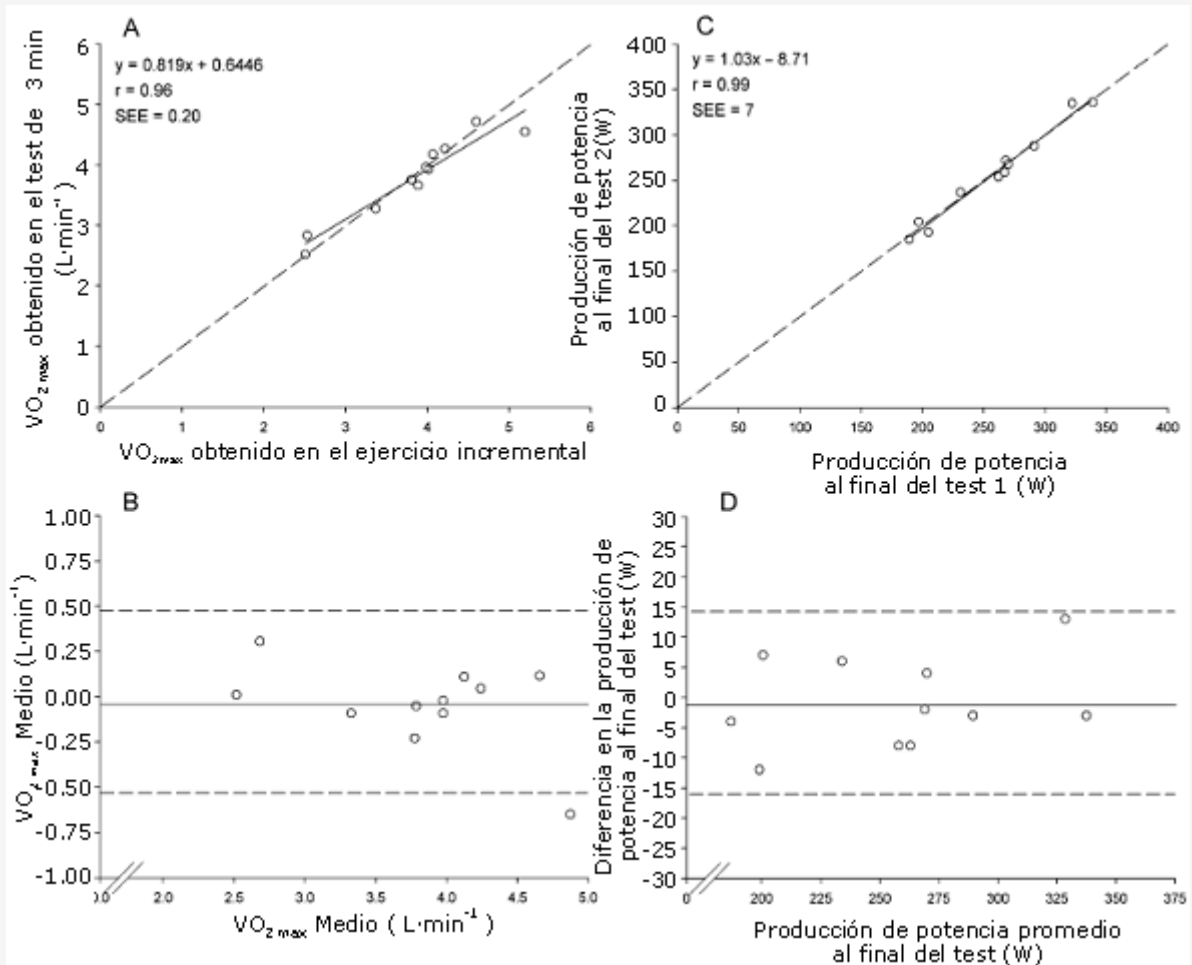 A
y = 0.819x + 0.6446
r = 0.96
SEE = 0.20
VO2 max obtenido en el test de 3 min
(L·min-1)
6
5
4
3
2
1
0
0 1 2 3 4 5 6
VO2max obtenido en el ejercicio incremental
C
y = 1.03x – 8.71
r = 0.99
SEE = 7
Producción de potencia
al final del test 2(W)
400
350
300
250
200
150
100
50
0
0 50 100 150 200 250 300 350 400
Producción de potencia
al final del test 1 (W)
B
VO2 max Medio (L·min-1)
1.00
0.75
0.50
0.25
0.00
-0.25
-0.50
-0.75
-1.00
0.0 2.0 2.5 3.0 3.5 4.0 4.5 5.0
VO2 max Medio ( L·min-1 )
D
Diferencia en la producción de
potencia al final del test (W)
30
25
20
15
10
5
0
-5
-10
-15
-20
-25
-30
0 200 225 250 275 300 325 350 375
Producción de potencia promedio
al final del test (W)